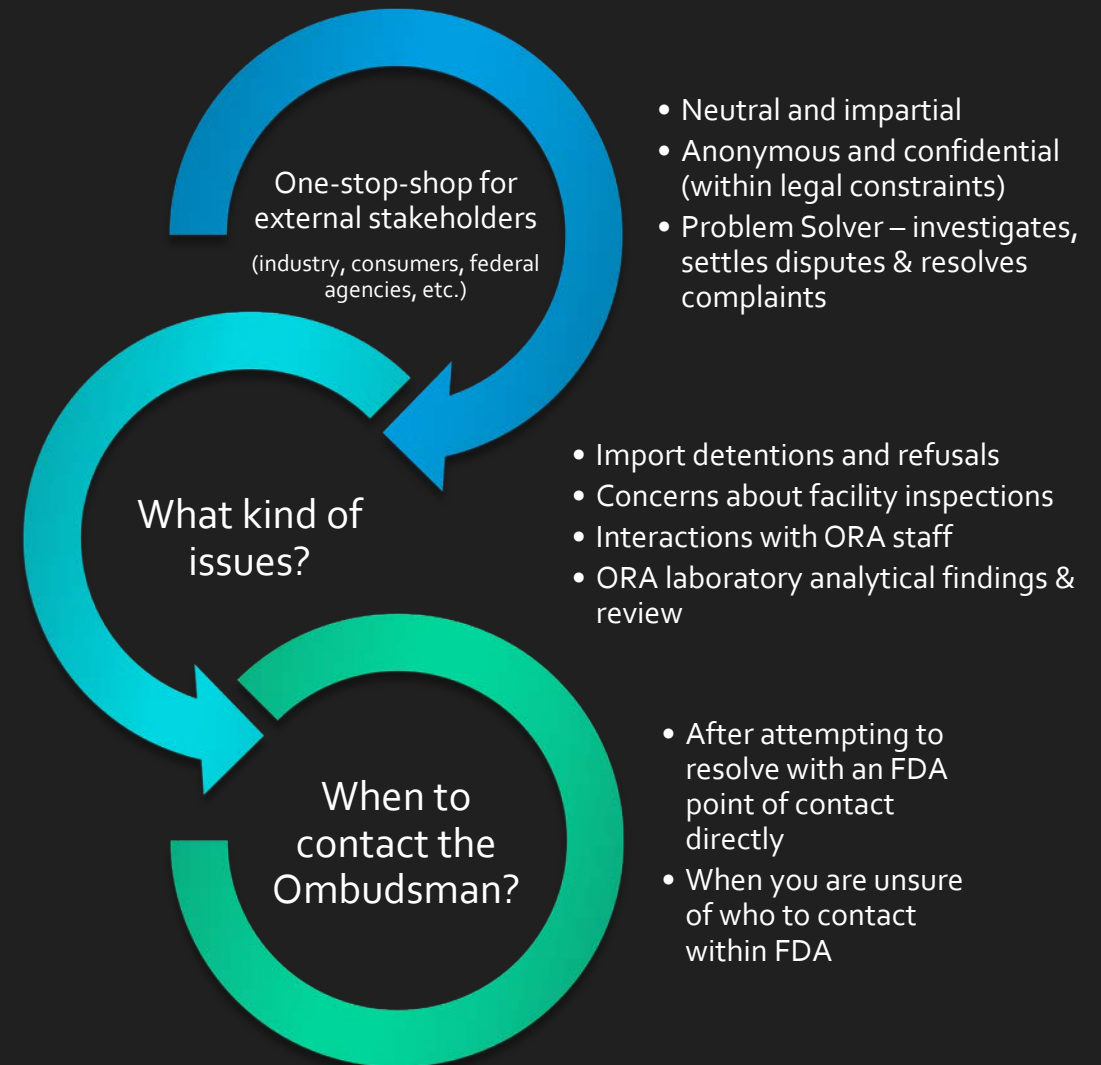 One-stop-shop for
external stakeholders
(industry, consumers, federal
agencies, etc.)
• Neutral and impartial
• Anonymous and confidential
(within legal constraints)
• Problem Solver – investigates,
settles disputes & resolves
complaints
What kind of
issues?
• Import detentions and refusals
• Concerns about facility inspections
• Interactions with ORA staff
• ORA laboratory analytical findings &
review
When to
contact the
Ombudsman?
• After attempting to
resolve with an FDA
point of contact
directly
• When you are unsure
of who to contact
within FDA